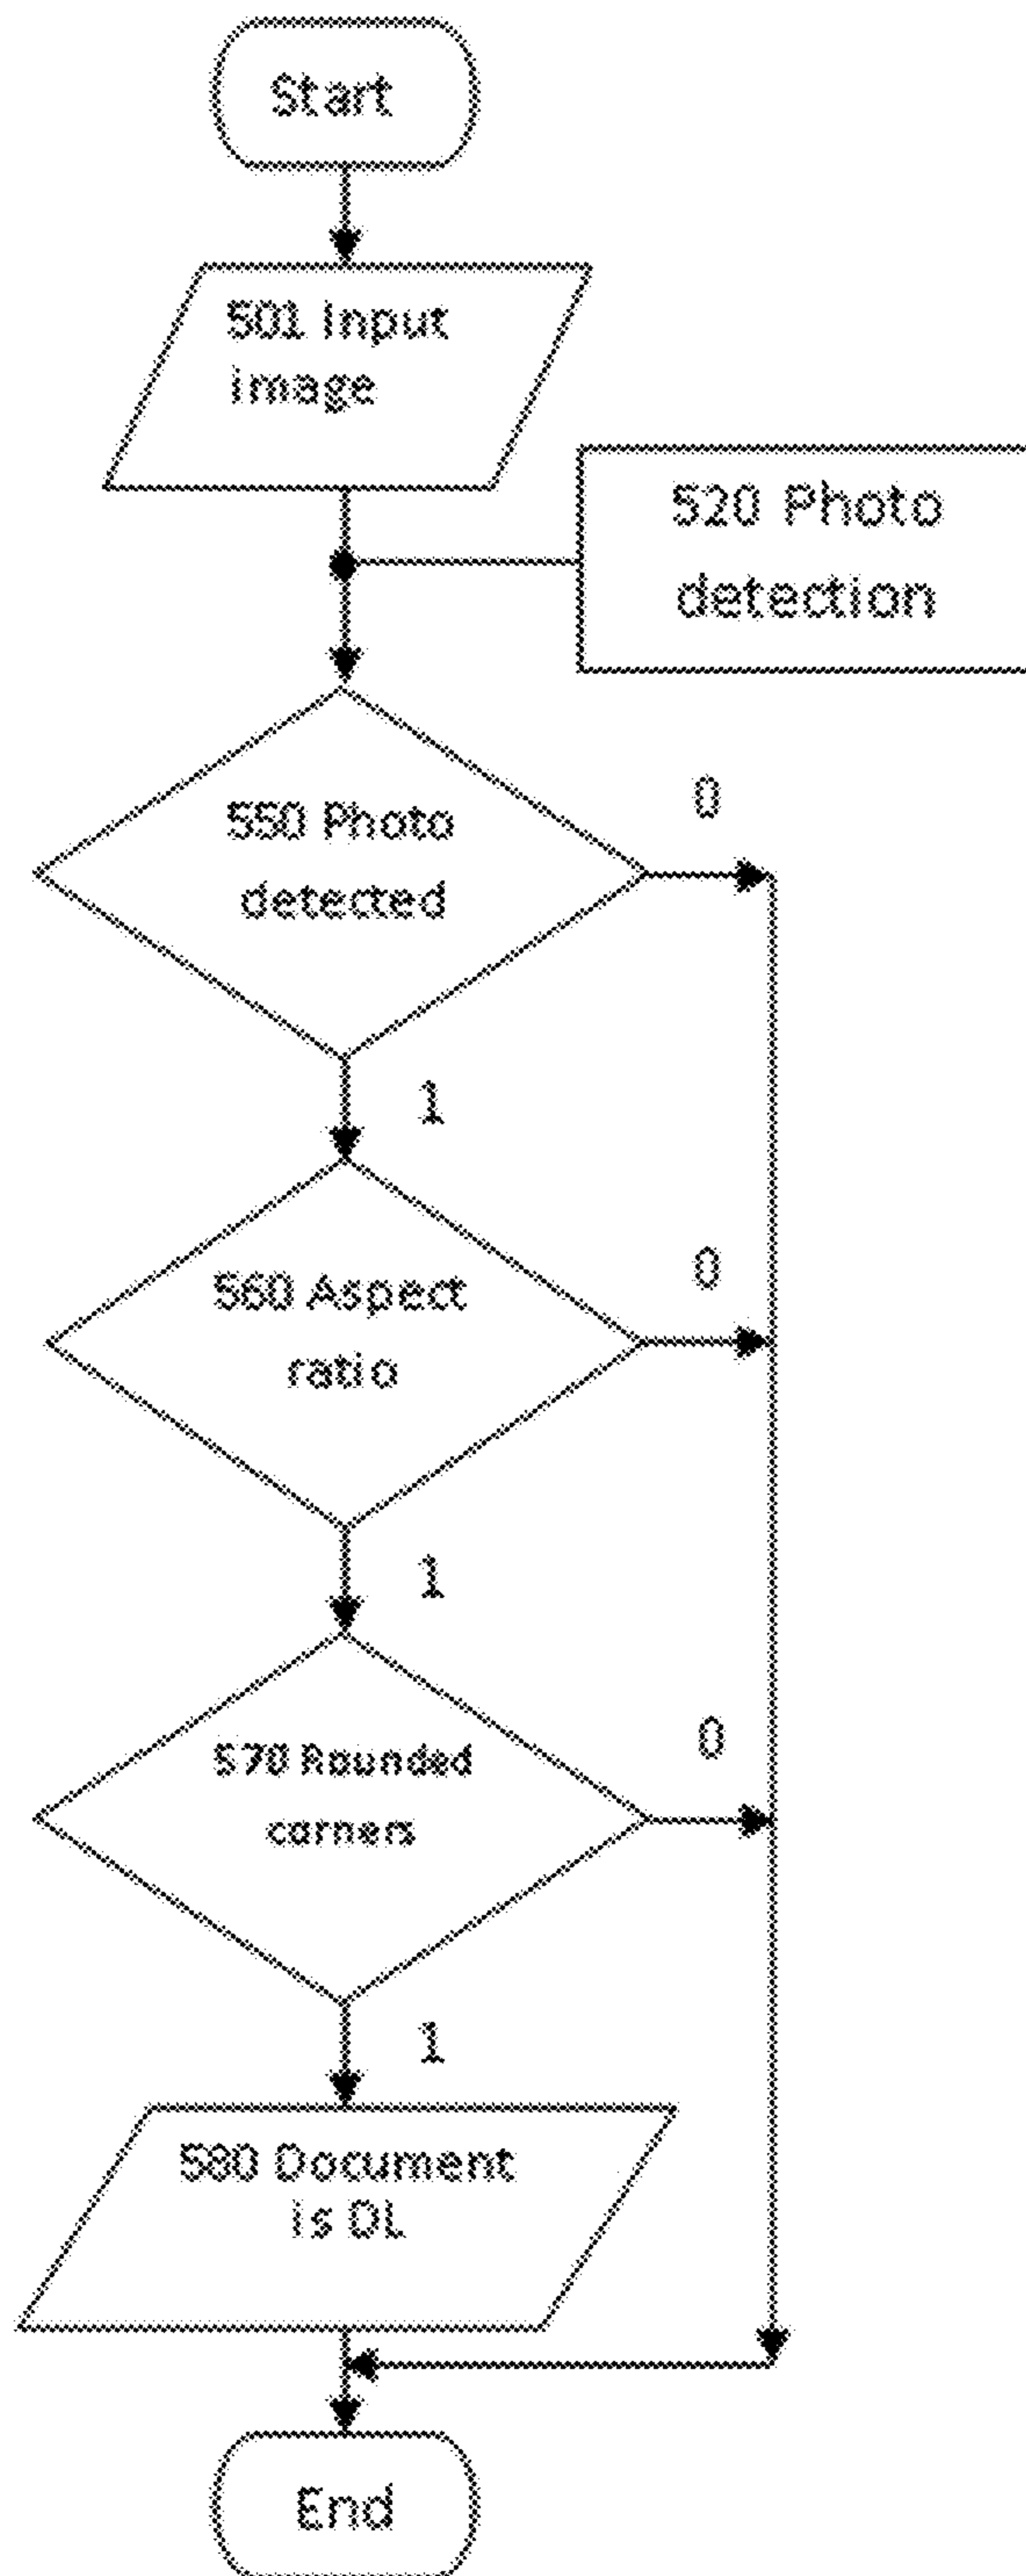 Start
501 Input
image
520 Photo
detection
550 Photo
detected
0
1
560 Aspect
ratio
0
1
570 Rounded
corners
0
1
580 Document
is DL
End